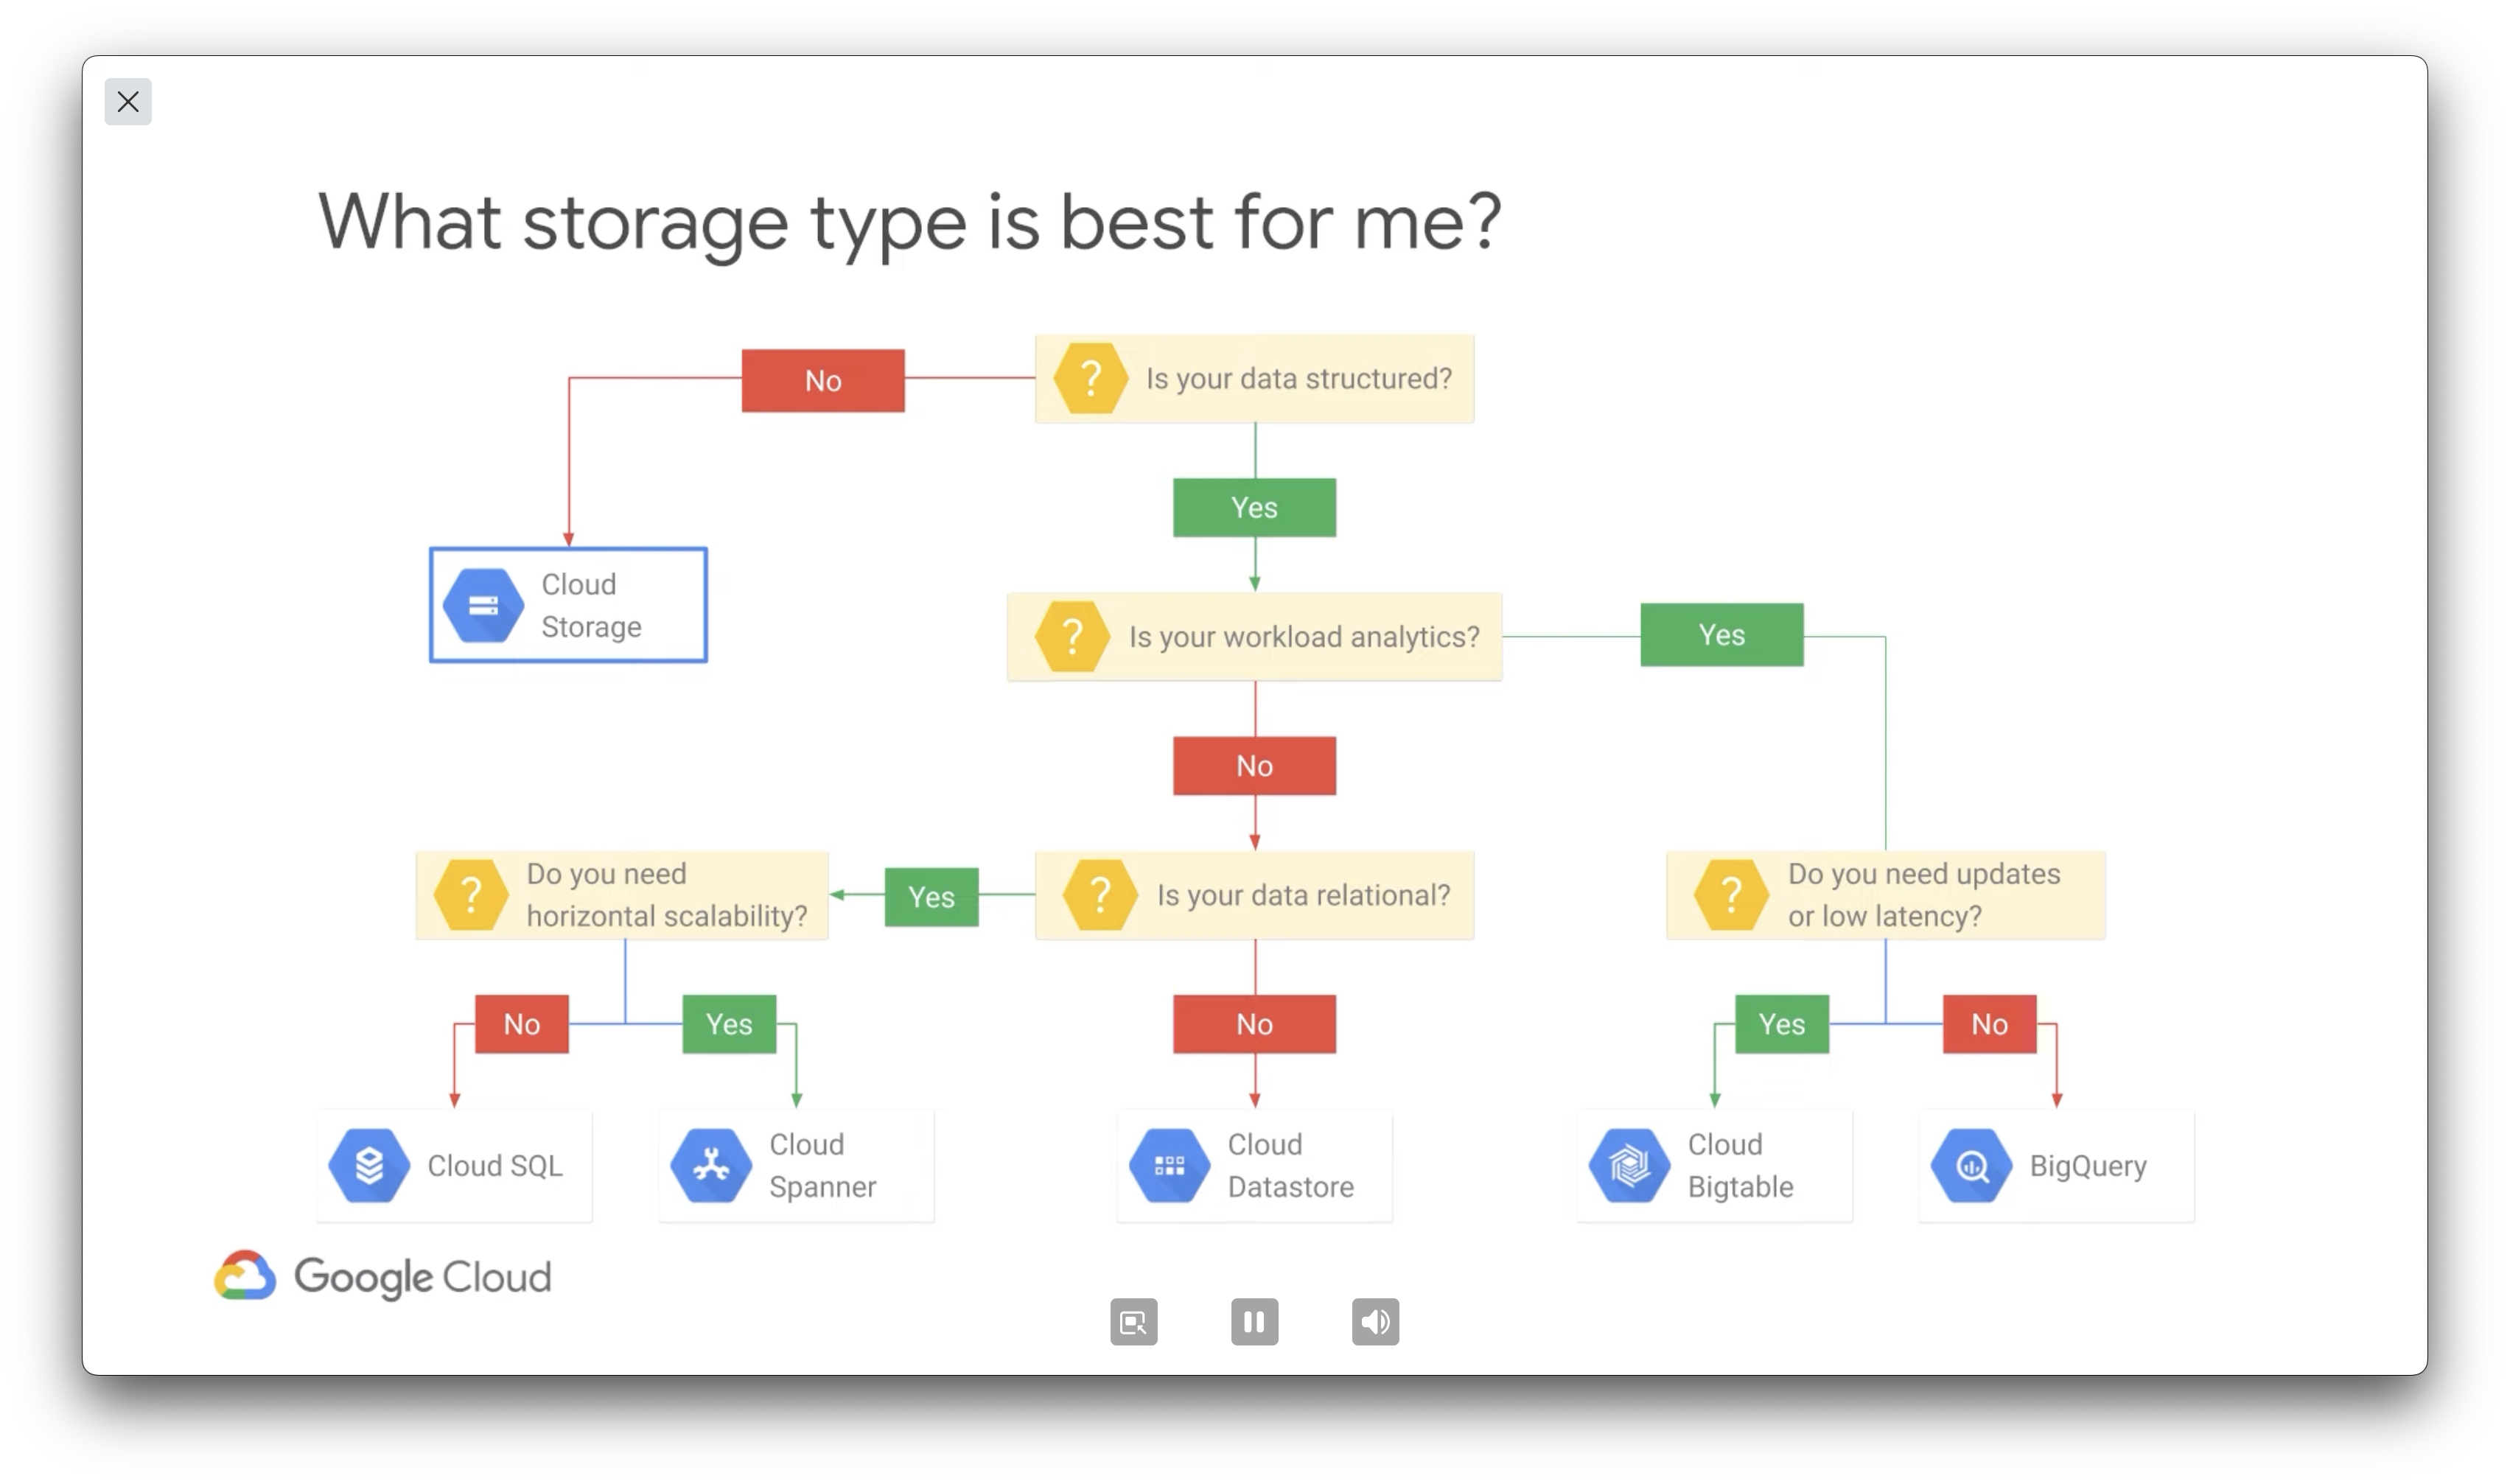 What storage type is best for me?
No
? Is your data structured?
Yes
Cloud
Storage
? Is your workload analytics?
Yes
No
? Do you need
horizontal scalability?
Yes
? Is your data relational?
? Do you need updates
or low latency?
No
Yes
No
Yes
No
Cloud SQL
Cloud
Spanner
Cloud
Datastore
Cloud
Bigtable
BigQuery
Google Cloud